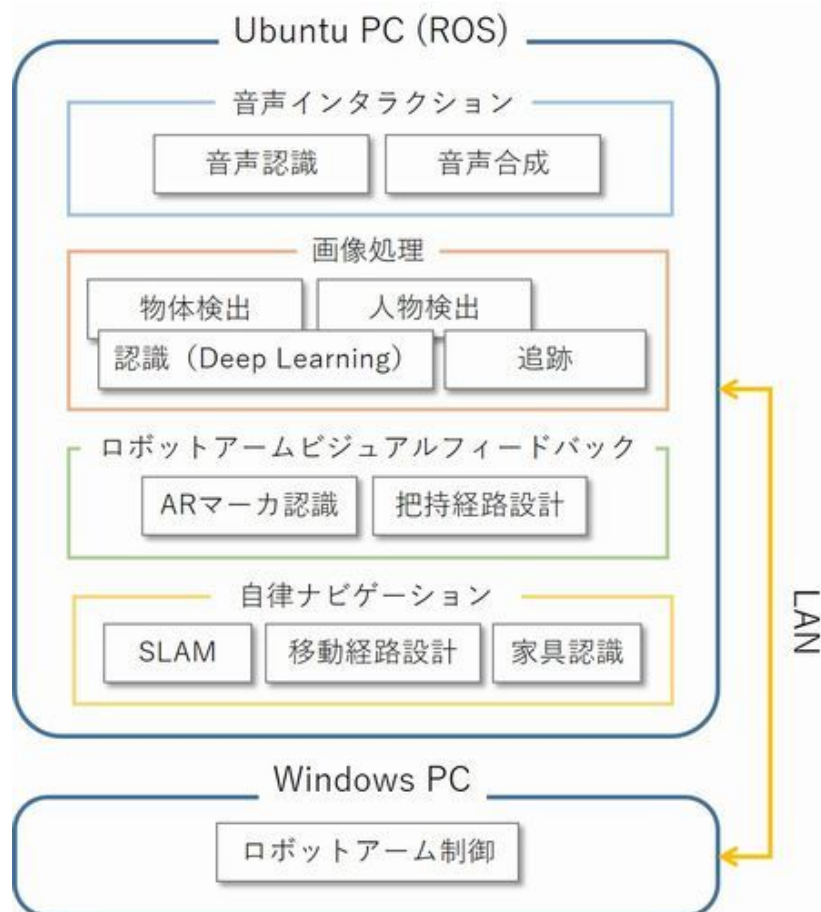 Ubuntu PC (ROS)
音声インタラクション
音声認識
音声合成
画像処理
物体検出
人物検出
認識（Deep Learning）
追跡
ロボットアームビジュアルフィードバック
ARマーカ認識
把持経路設計
自律ナビゲーション
SLAM
移動経路設計
家具認識
LAN
Windows PC
ロボットアーム制御